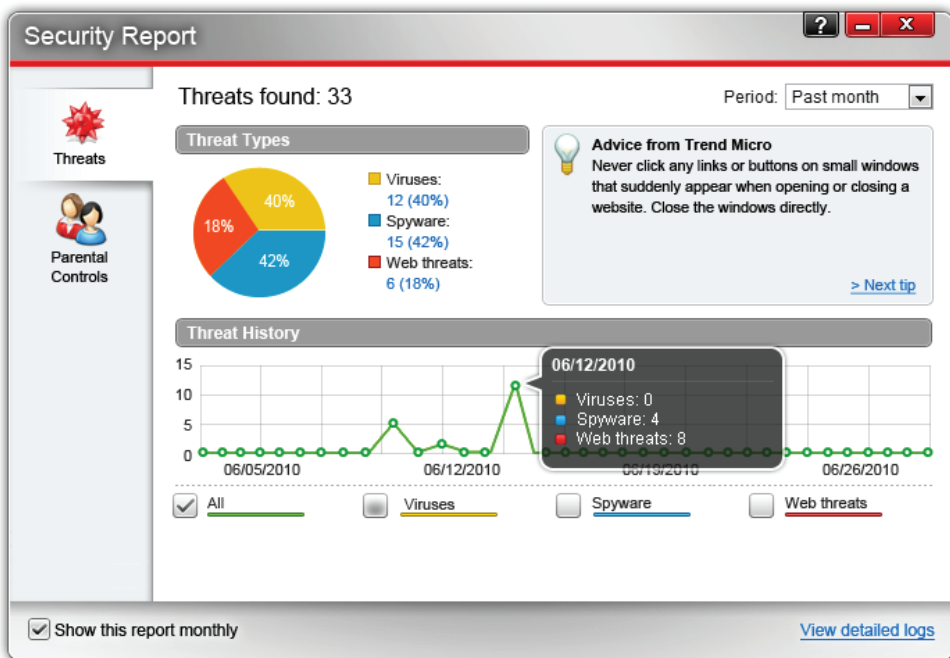 Security Report
?
Threats
Parental
Controls
Threats found: 33
Period: Past month
Threat Types
40%
18%
42%
Viruses:
12 (40%)
Spyware:
15 (42%)
Web threats:
6 (18%)
Advice from Trend Micro
Never click any links or buttons on small windows
that suddenly appear when opening or closing a
website. Close the windows directly.
> Next tip
Threat History
15
10
5
0
06/12/2010
Viruses: 0
Spyware: 4
Web threats: 8
06/05/2010
06/12/2010
06/19/2010
06/26/2010
All
Viruses
Spyware
Web threats
Show this report monthly
View detailed logs